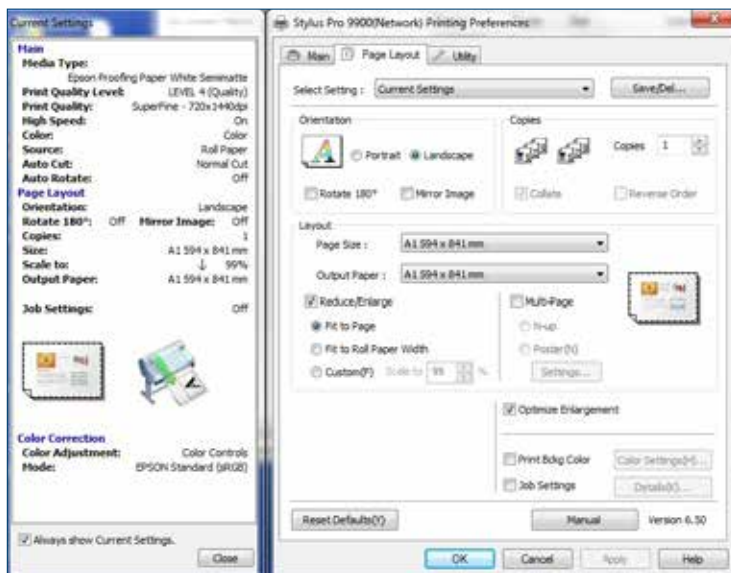 Current Settings
Main
Media Type:
Epson Proofing Paper White Semimatte
Print Quality Level: LEVEL 4 (Quality)
Print Quality: SuperFine - 720x1440dpi
High Speed: On
Color: Color
Source: Roll Paper
Auto Cut: Normal Cut
Auto Rotate: Off
Page Layout
Orientation: Landscape
Rotate 180°: Off Mirror Image: Off
Copies: 1
Size: A1 594 x 841 mm
Scale to: ↓ 99%
Output Paper: A1 594 x 841 mm
Job Settings: Off
Color Correction
Color Adjustment: Color Controls
Mode: EPSON Standard (sRGB)
Always show Current Settings.
Close
Stylus Pro 9900(Network) Printing Preferences
Main Page Layout Utility
Select Setting : Current Settings Save/Del...
Orientation
Portrait Landscape
Rotate 180° Mirror Image
Copies
Copies 1
Collate Reverse Order
Layout
Page Size : A1 594 x 841 mm
Output Paper : A1 594 x 841 mm
Reduce/Enlarge
Fit to Page
Fit to Roll Paper Width
Custom(F) Scale to 99 %
Multi-Page
N-up
Poster(N)
Settings...
Optimize Enlargement
Print Bckg Color Color Settings(H)...
Job Settings Details(K)...
Reset Defaults(Y) Manual Version 6.50
OK Cancel Apply Help